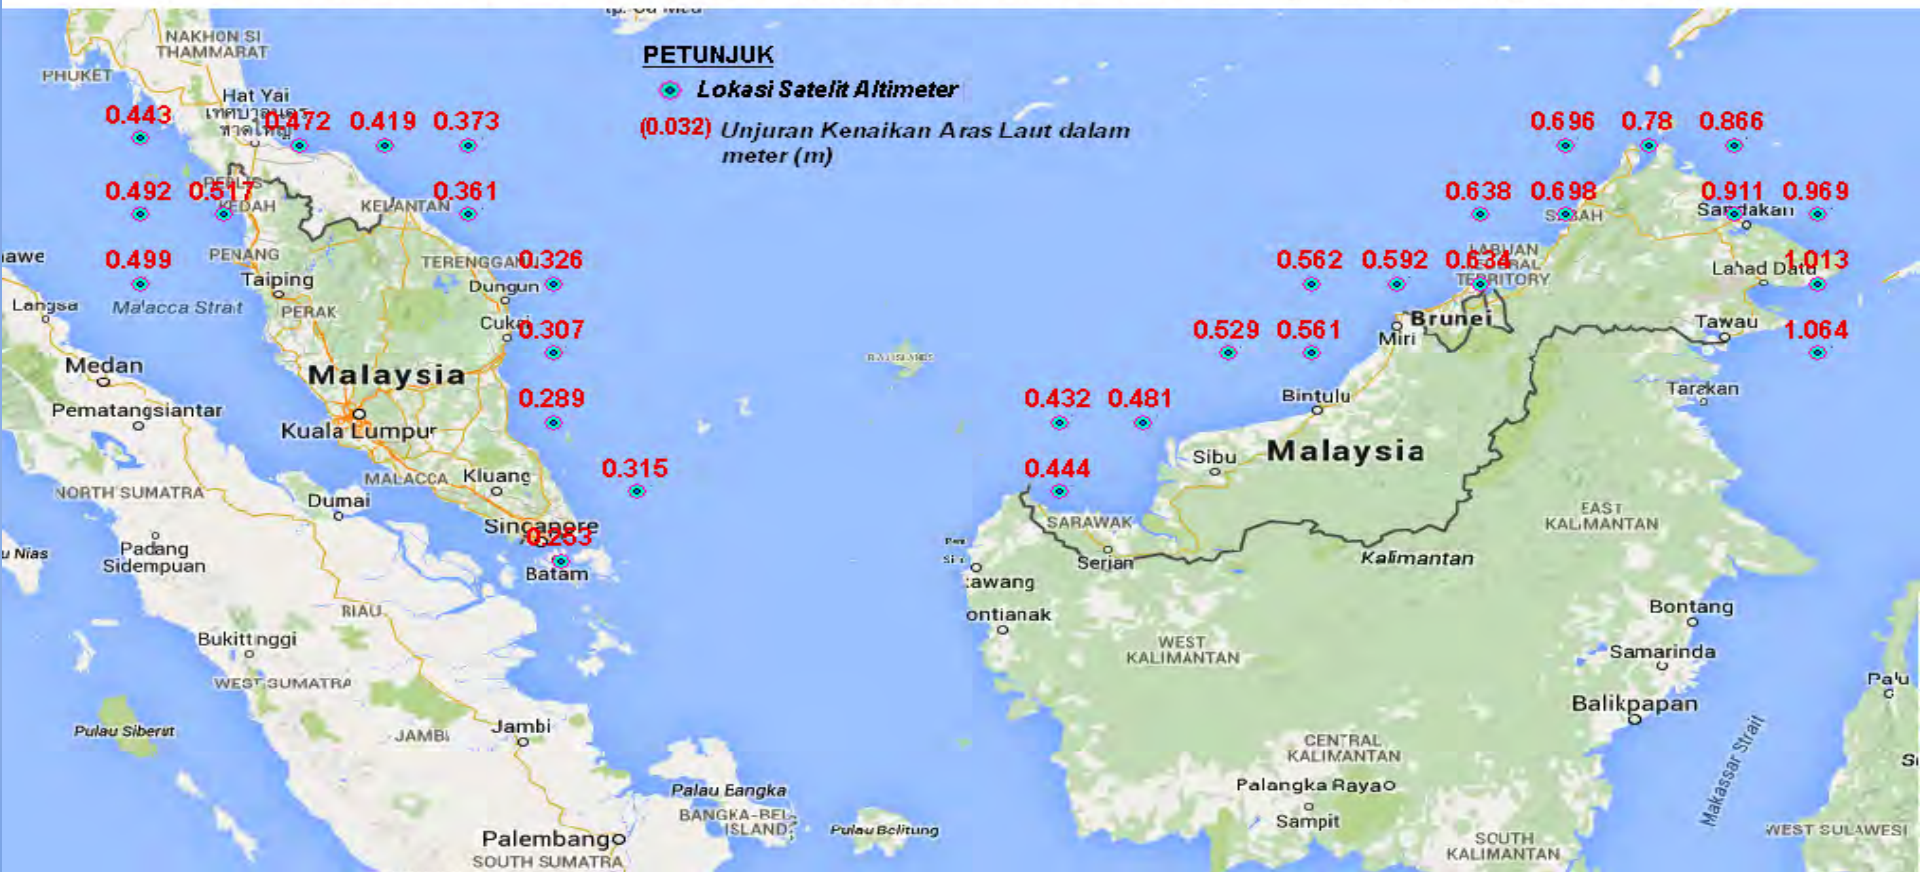 NAKHON SI
THAMMARAT
PHUKET
Hat Yai
PETUNJUK
Lokasi Satelit Altimeter
(0.032) Unjuran Kenaikan Aras Laut dalam
meter (m)
0.443
0.472 0.419 0.373
0.696 0.78 0.866
0.492 0.517 0.361
0.638 0.698 0.911 0.969
PERLIS
KEDAH
KELANTAN
SABAH
Sandakan
awe
PENANG
TERENGGANU
0.499
0.326
0.562 0.592 0.634 1.013
LABUAN
FEDERAL
TERRITORY
Lahad Datu
Taiping
Dungun
Langsa
Malacca Strait
PERAK
Cukai
0.307
0.529 0.561
Miri
Brunei
Tawau
1.064
Medan
Malaysia
Tarakan
Pematangsiantar
0.289
0.432 0.481
Bintulu
Kuala Lumpur
Malaysia
Sibu
MALACCA
Kluang
0.315
0.444
NORTH SUMATRA
Dumai
Singapore
0.253
SARAWAK
EAST
KALIMANTAN
u Nias
Padang
Sidempuan
Batam
Serian
Kalimantan
awang
RIAU
ontianak
Bontang
Bukittinggi
WEST
KALIMANTAN
Samarinda
WEST SUMATRA
Palu
Balikpapan
Pulau Siberut
JAMBI
Jambi
CENTRAL
KALIMANTAN
Makassar Strait
Palau Bangka
Palangka Raya
BANGKA-BEL
ISLANDS
Pulau Belitung
Sampit
Palembang
SOUTH SUMATRA
SOUTH
KALIMANTAN
WEST SULAWESI